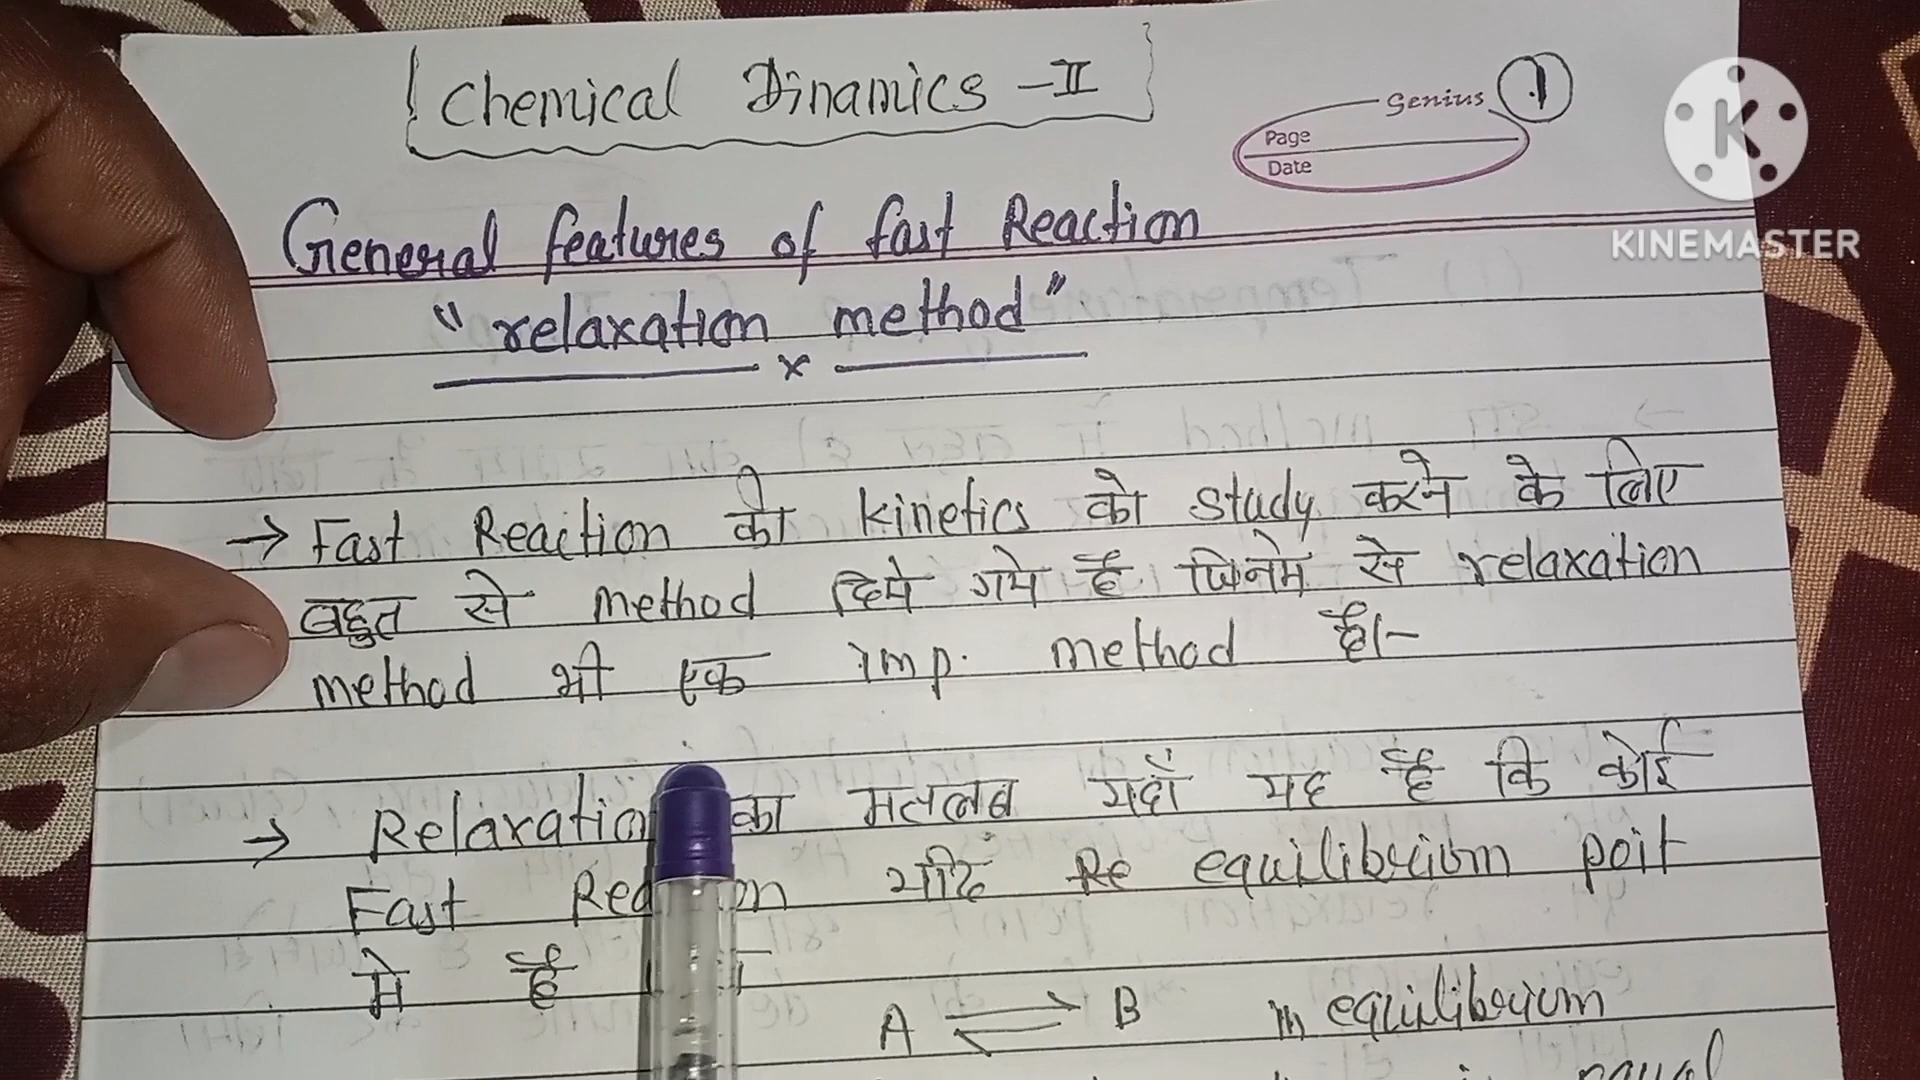 Chemical Dinamics -II
Genius 1
Page
Date
K
KINEMASTER
General features of fast Reaction
"relaxation method"
x
→ Fast Reaction की kinetics को study करने के लिए
बहुत से method दिये गये है जिनमे से relaxation
method भी एक imp. method है।-
→ Relaxation का मतलब यहाँ यह है कि कोई
Fast यदि Re equilibrium poit
मे है
A ⇌ B in equilibrium